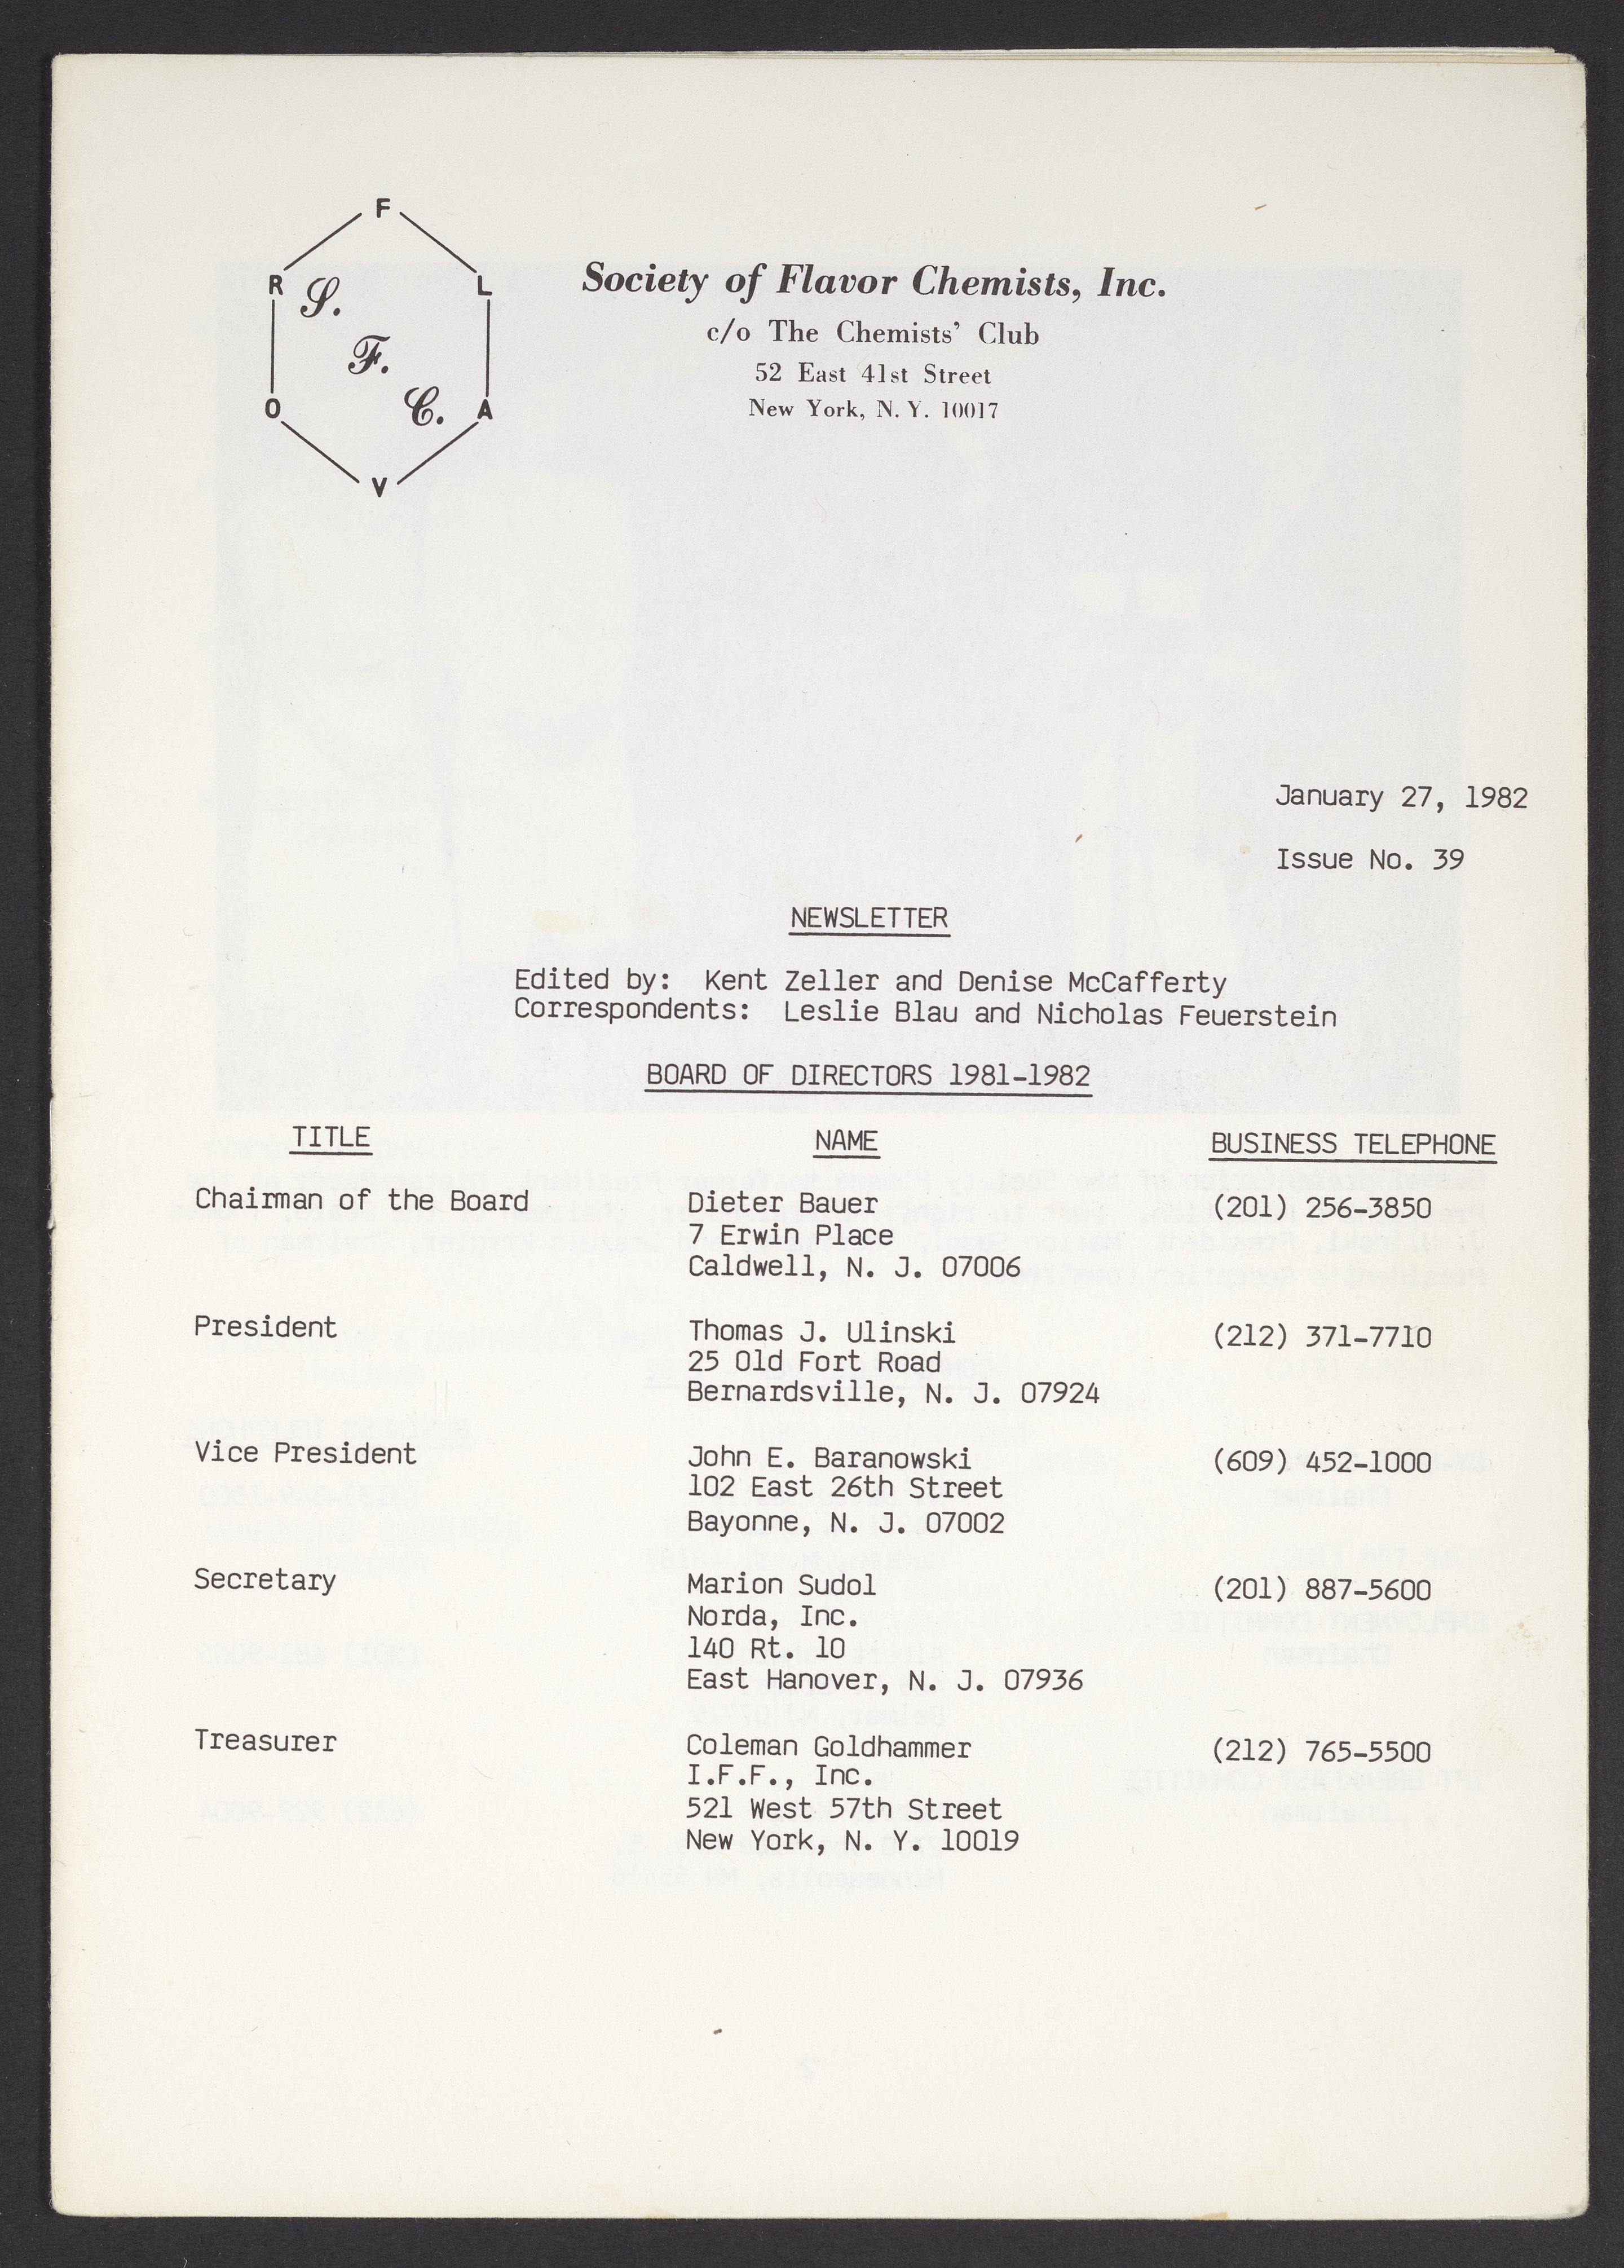 F
R L
S.
F.
C.
O A
V
Society of Flavor Chemists, Inc.
c/o The Chemists' Club
52 East 41st Street
New York, N. Y. 10017
January 27, 1982
Issue No. 39
NEWSLETTER
Edited by: Kent Zeller and Denise McCafferty
Correspondents: Leslie Blau and Nicholas Feuerstein
BOARD OF DIRECTORS 1981-1982
TITLE NAME BUSINESS TELEPHONE
Chairman of the Board Dieter Bauer (201) 256-3850
7 Erwin Place
Caldwell, N. J. 07006
President Thomas J. Ulinski (212) 371-7710
25 Old Fort Road
Bernardsville, N. J. 07924
Vice President John E. Baranowski (609) 452-1000
102 East 26th Street
Bayonne, N. J. 07002
Secretary Marion Sudol (201) 887-5600
Norda, Inc.
140 Rt. 10
East Hanover, N. J. 07936
Treasurer Coleman Goldhammer (212) 765-5500
I.F.F., Inc.
521 West 57th Street
New York, N. Y. 10019